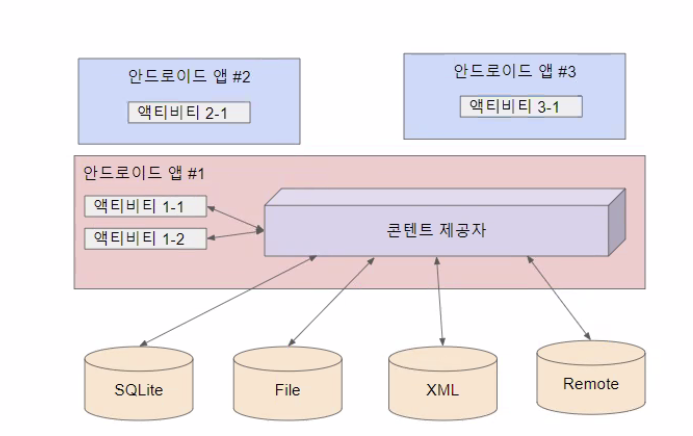 안드로이드 앱 #2
액티비티 2-1
안드로이드 앱 #3
액티비티 3-1
안드로이드 앱 #1
액티비티 1-1
액티비티 1-2
콘텐트 제공자
SQLite
File
XML
Remote